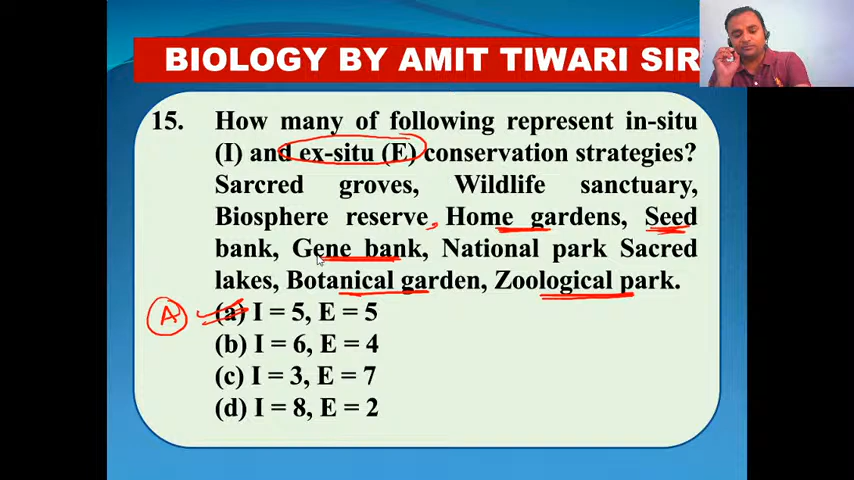 BIOLOGY BY AMIT TIWARI SIR
15. How many of following represent in-situ
(I) and ex-situ (E) conservation strategies?
Sarcred groves, Wildlife sanctuary,
Biosphere reserve, Home gardens, Seed
bank, Gene bank, National park Sacred
lakes, Botanical garden, Zoological park.
A (a) I = 5, E = 5
(b) I = 6, E = 4
(c) I = 3, E = 7
(d) I = 8, E = 2